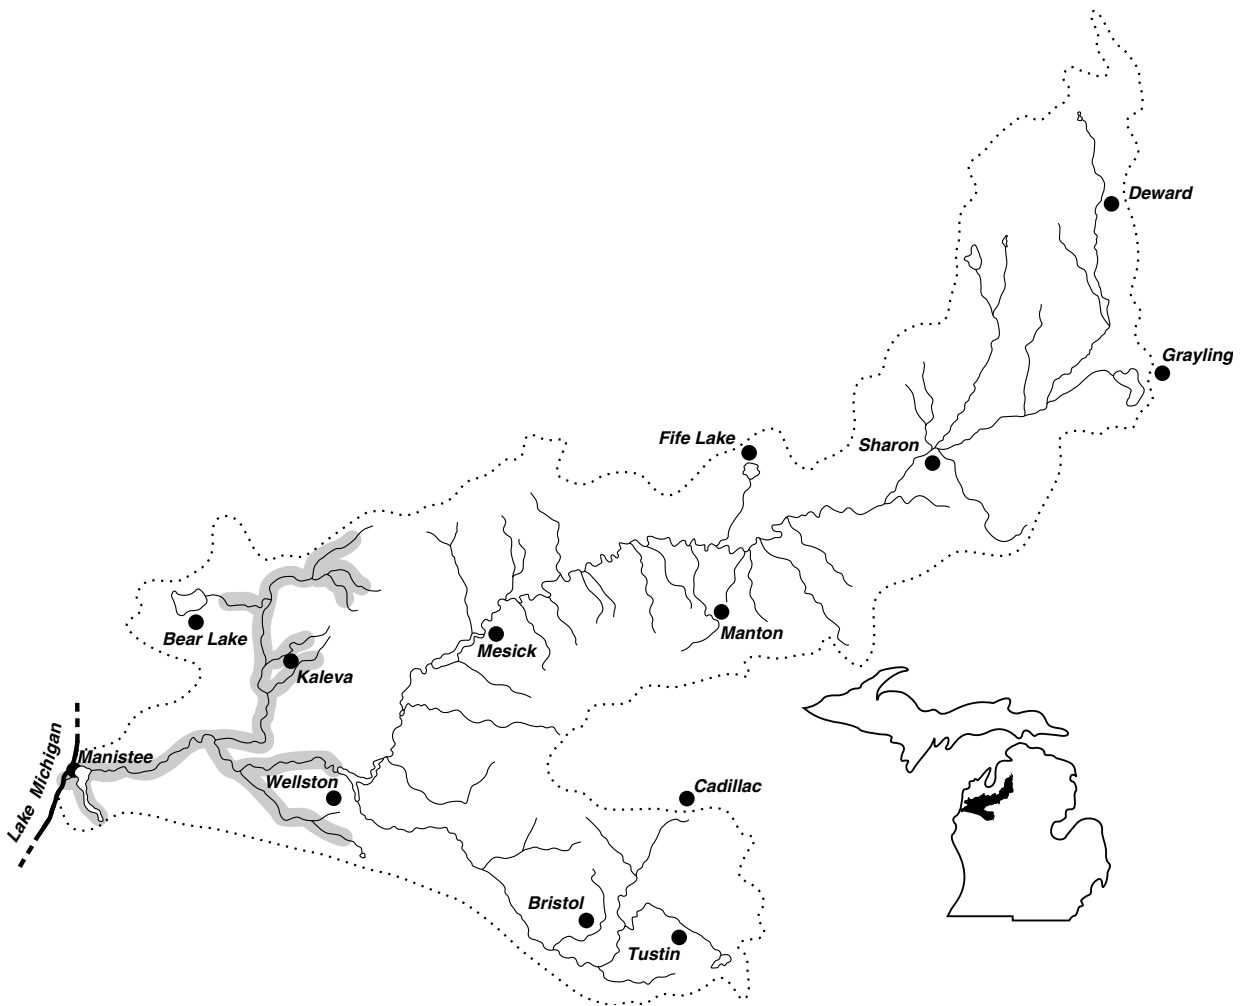 Deward
Grayling
Fife Lake
Sharon
Bear Lake
Manton
Mesick
Kaleva
Lake Michigan
Manistee
Wellston
Cadillac
Bristol
Tustin